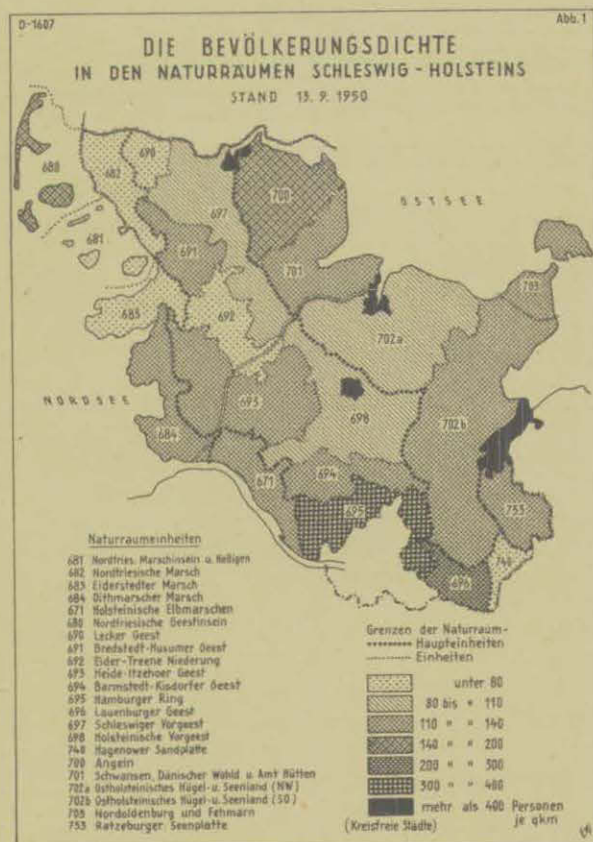 D-1607
Abb.1
DIE BEVÖLKERUNGSDICHTE
IN DEN NATURRÄUMEN SCHLESWIG-HOLSTEINS
STAND 13.9.1950
690
682
680
697
700
OSTSEE
681
691
701
703
683
692
702a
NORDSEE
693
698
702b
684
671
694
695
753
740
696
Naturraumeinheiten
681 Nordfries. Marschinseln u. Halligen
682 Nordfriesische Marsch
683 Eiderstedter Marsch
684 Dithmarscher Marsch
671 Holsteinische Elbmarschen
680 Nordfriesische Geestinseln
690 Lecker Geest
691 Bredstedt-Husumer Geest
692 Eider-Treene Niederung
693 Heide-Itzehoer Geest
694 Barmstedt-Kisdorfer Geest
695 Hamburger Ring
696 Lauenburger Geest
697 Schleswiger Vorgeest
698 Holsteinische Vorgeest
740 Hagenower Sandplatte
700 Angeln
701 Schwansen, Dänischer Wohld u. Amt Hütten
702a Ostholsteinisches Hügel-u. Seenland (NW)
702b Ostholsteinisches Hügel-u. Seenland (SO)
703 Nordoldenburg und Fehmarn
753 Ratzeburger Seenplatte
Grenzen der Naturraum-
Haupteinheiten
Einheiten
unter 80
80 bis " 110
110 " " 140
140 " " 200
200 " " 300
300 " " 400
mehr als 400 Personen
(Kreisfreie Städte) je qkm